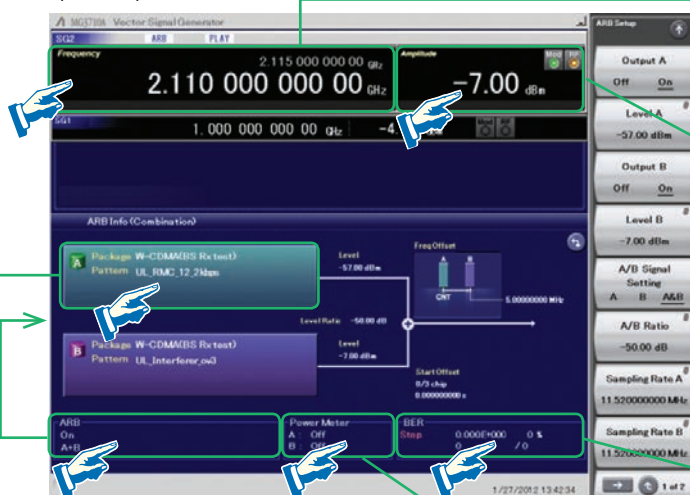 MG3710A Vector Signal Generator
SG2 ARB PLAY
Frequency
2.115 000 000 00 GHz
2.110 000 000 00 GHz
Amplitude
Mod RF
-7.00 dBm
SG1
1. 000 000 000 00 GHz
ARB Info (Combination)
A Package W-CDMA(BS Rx test)
Pattern UL_RMC_12_2kbps
Level
-57.00 dBm
Level Ratio -50.00 dB
B Package W-CDMA(BS Rx test)
Pattern UL_Interferer_ov3
Level
-7.00 dBm
Freq Offset
A B
CNT
5.00000000 MHz
Start Offset
0/3 chip
0.000000000 s
ARB
On
A+B
Power Meter
A : Off
B : Off
BER
Stop 0.000E+000 0 %
0 / 0
1/27/2012 13:42:34
ARB Setup
Output A
Off On
Level A
-57.00 dBm
Output B
Off On
Level B
-7.00 dBm
A/B Signal
Setting
A B A&B
A/B Ratio
-50.00 dB
Sampling Rate A
11.520000000 MHz
Sampling Rate B
11.520000000 MHz
1 of 2